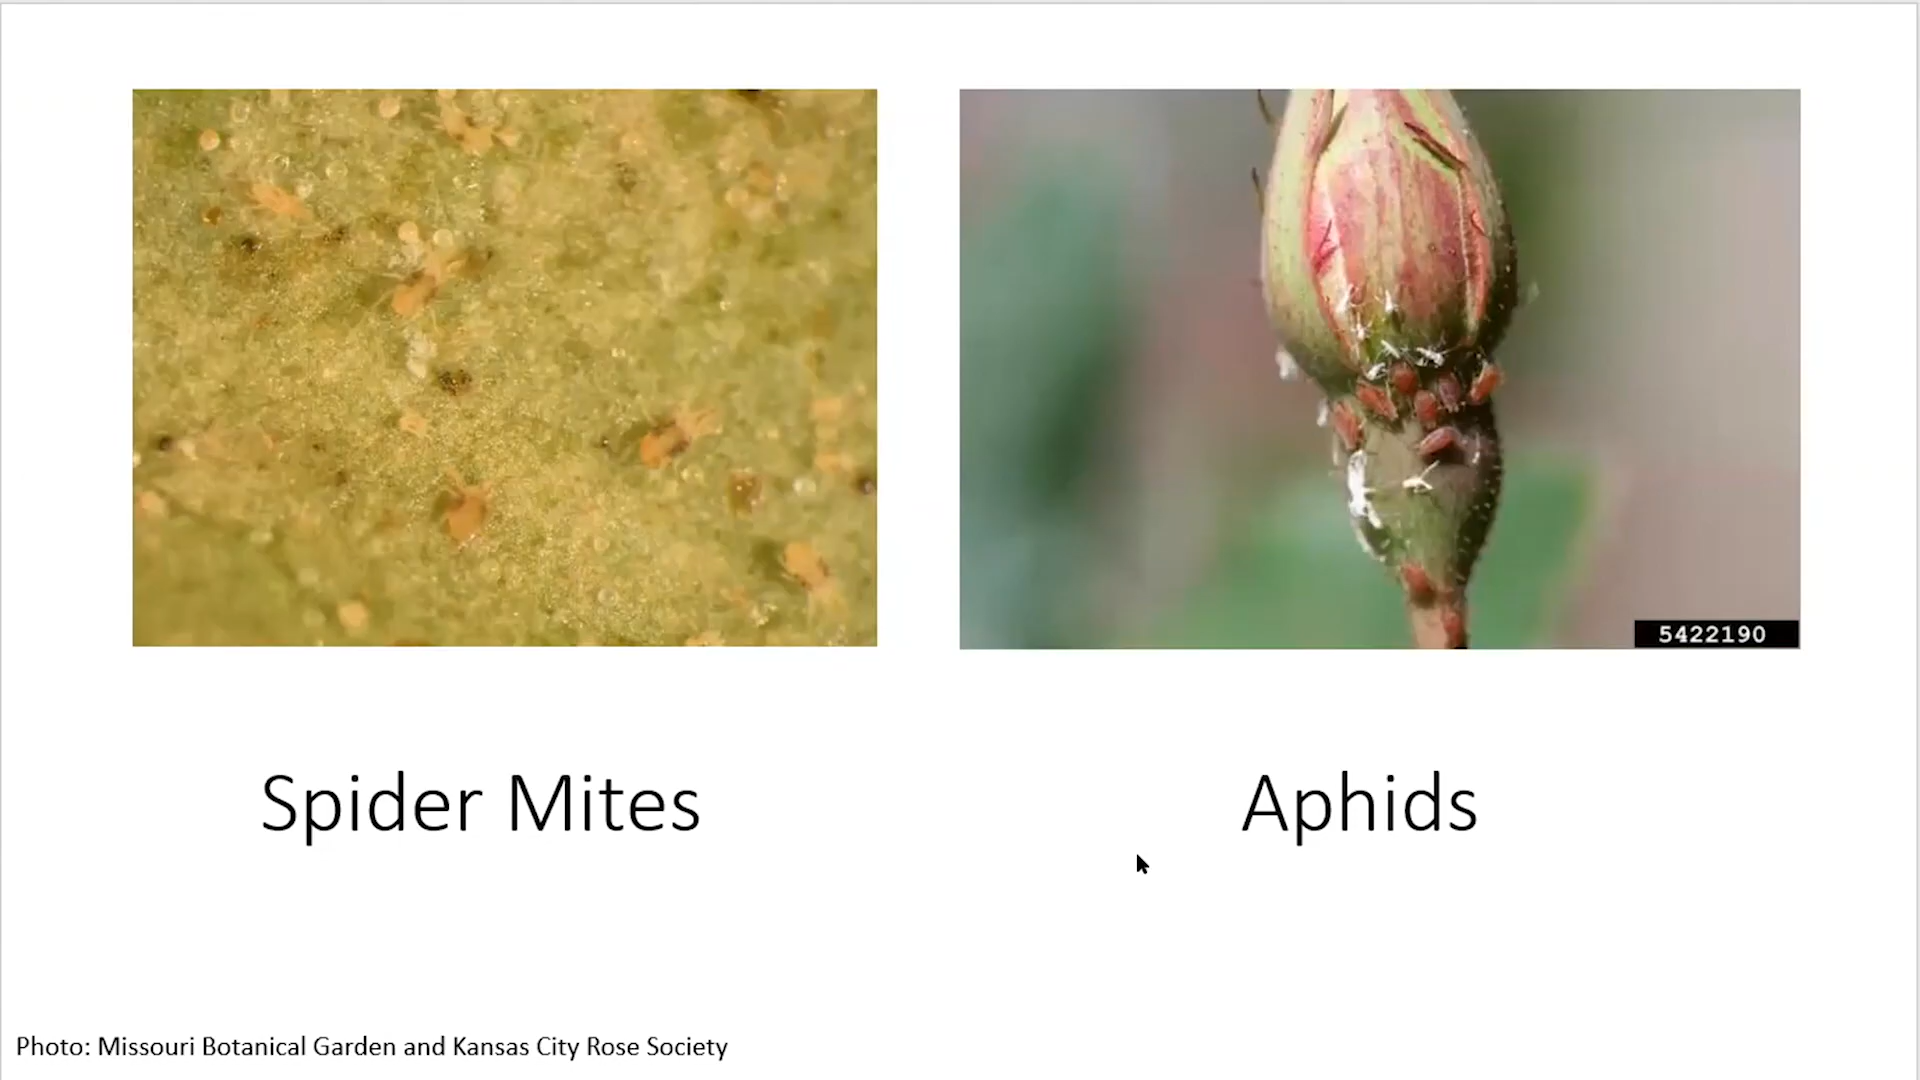 5422190
Spider Mites
Aphids
Photo: Missouri Botanical Garden and Kansas City Rose Society